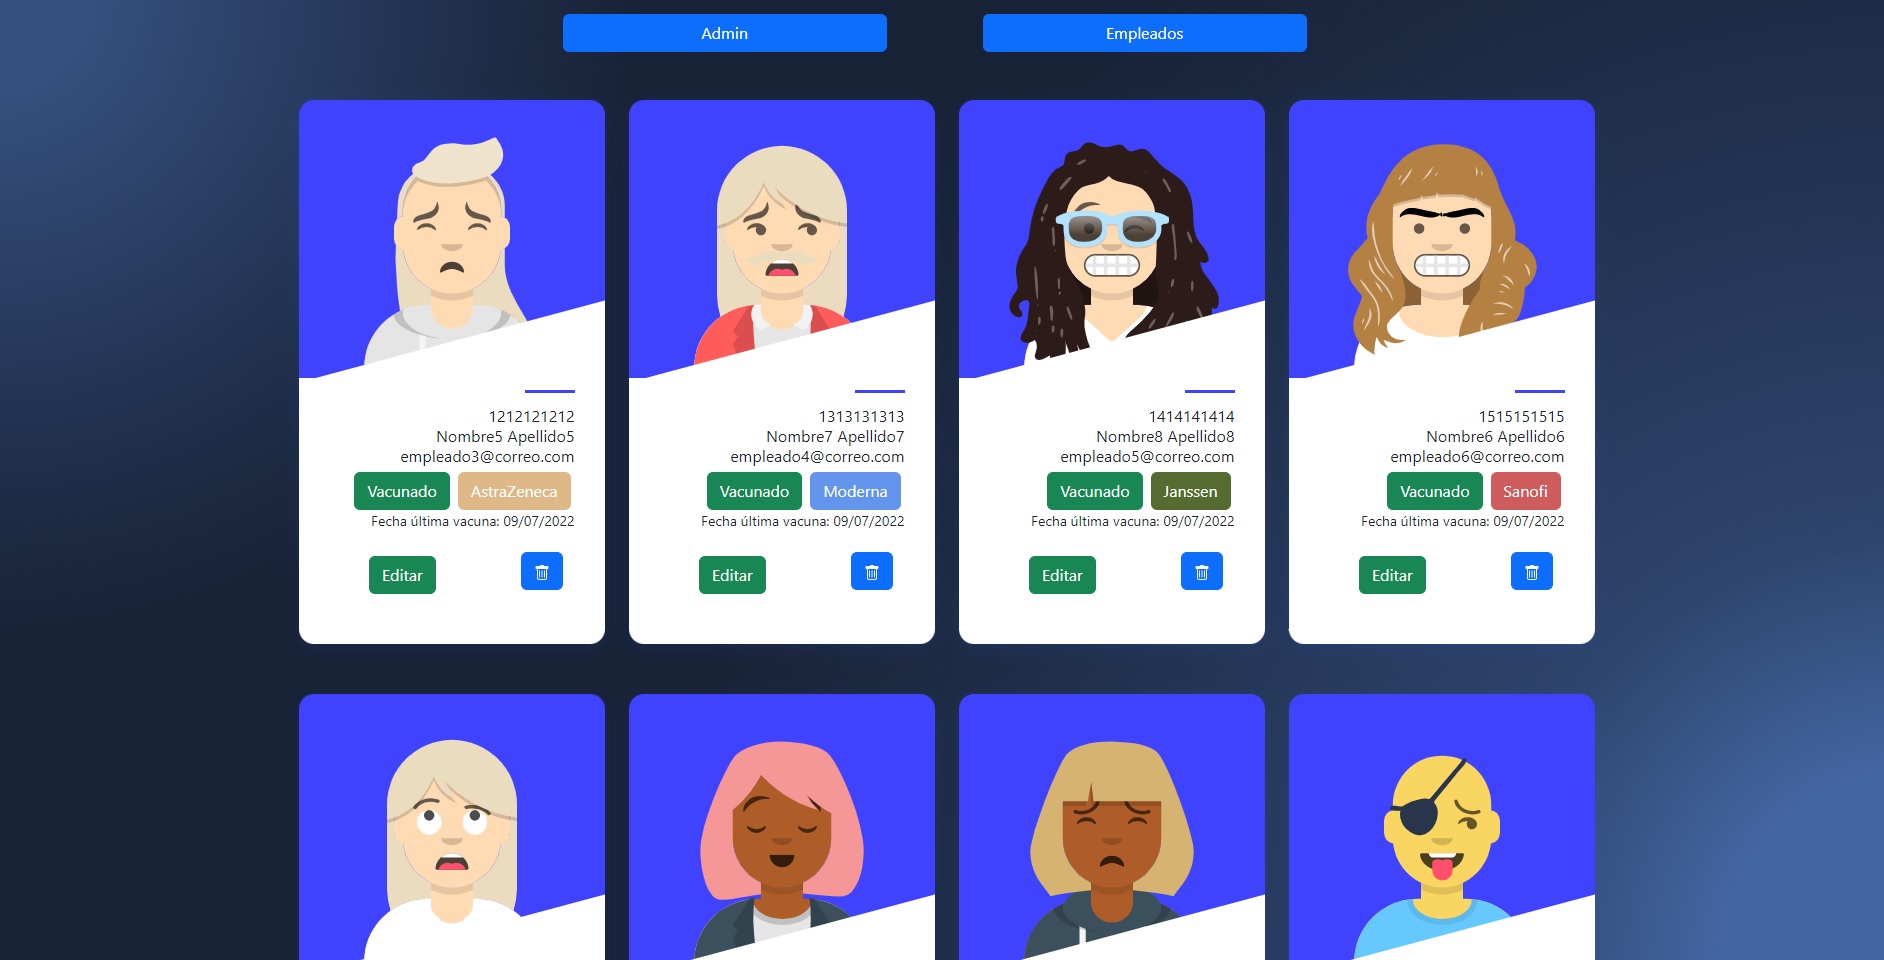 Admin
Empleados
1212121212
Nombre5 Apellido5
empleado3@correo.com
Vacunado AstraZeneca
Fecha última vacuna: 09/07/2022
Editar
1313131313
Nombre7 Apellido7
empleado4@correo.com
Vacunado Moderna
Fecha última vacuna: 09/07/2022
Editar
1414141414
Nombre8 Apellido8
empleado5@correo.com
Vacunado Janssen
Fecha última vacuna: 09/07/2022
Editar
1515151515
Nombre6 Apellido6
empleado6@correo.com
Vacunado Sanofi
Fecha última vacuna: 09/07/2022
Editar